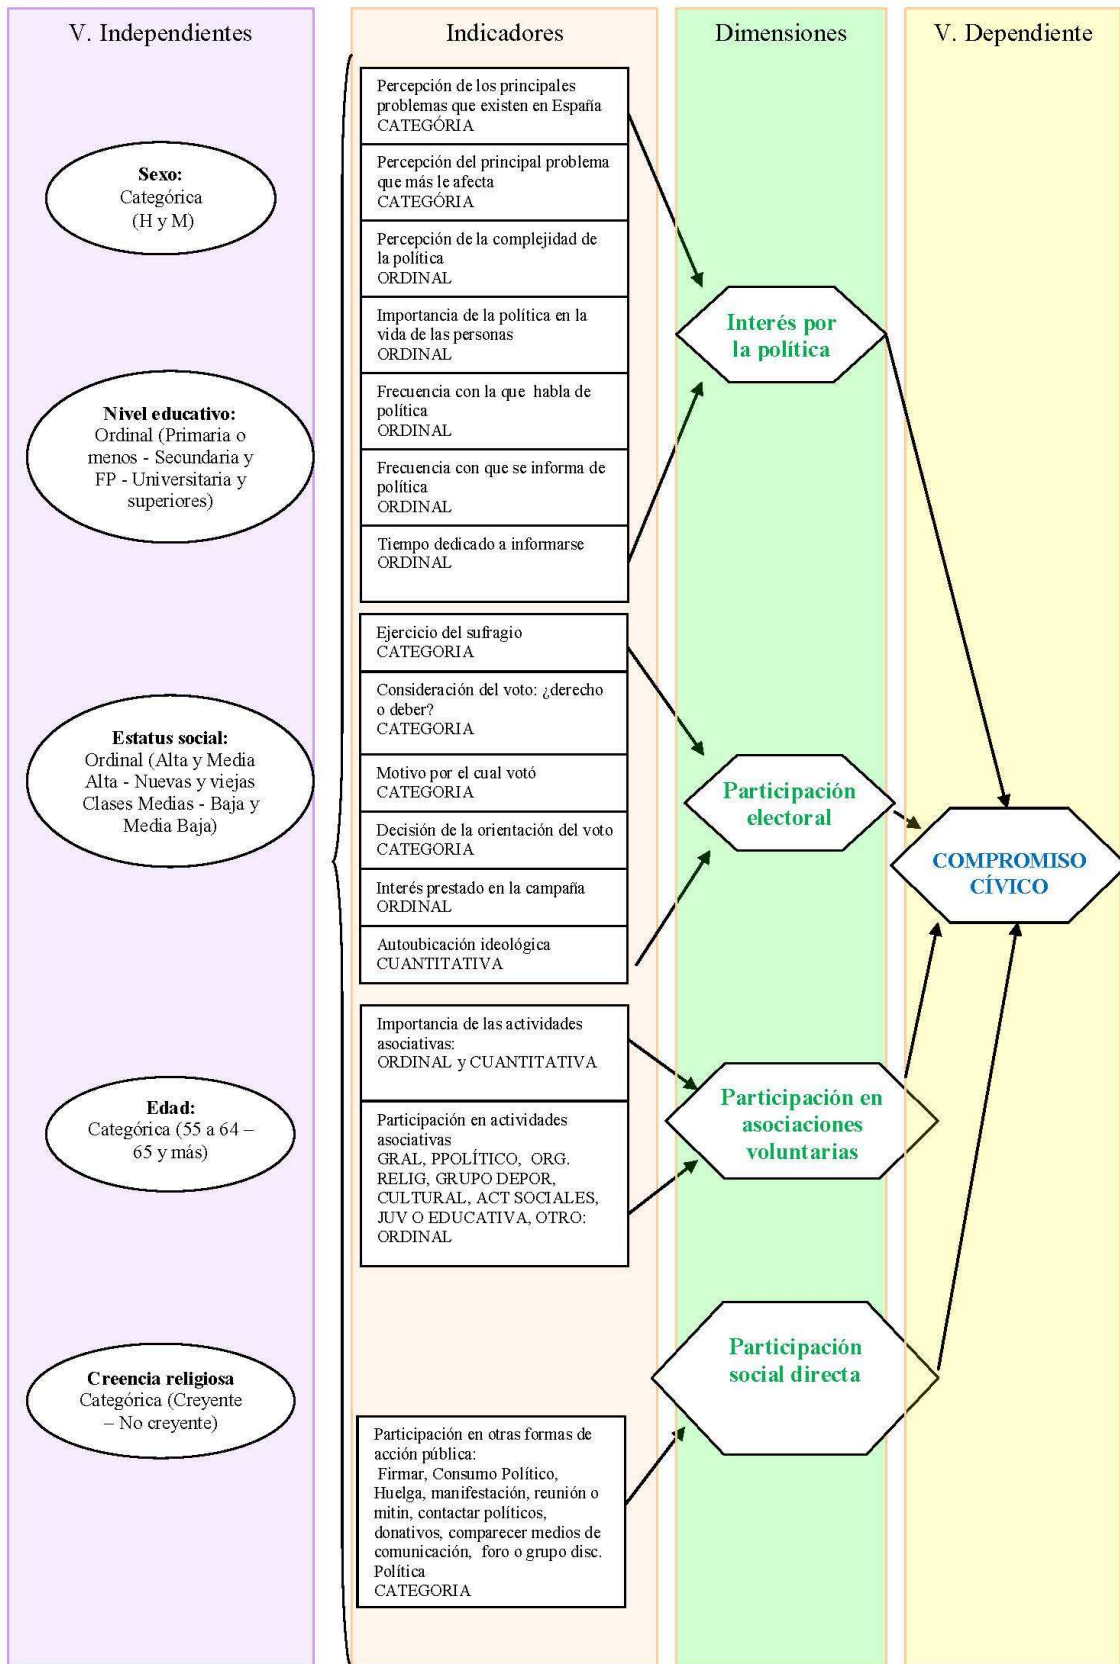 V. Independientes
Sexo:
Categórica
(H y M)
Nivel educativo:
Ordinal (Primaria o
menos - Secundaria y
FP - Universitaria y
superiores)
Estatus social:
Ordinal (Alta y Media
Alta - Nuevas y viejas
Clases Medias - Baja y
Media Baja)
Edad:
Categórica (55 a 64 –
65 y más)
Creencia religiosa
Categórica (Creyente
– No creyente)
Indicadores
Percepción de los principales
problemas que existen en España
CATEGÓRIA
Percepción del principal problema
que más le afecta
CATEGÓRIA
Percepción de la complejidad de
la política
ORDINAL
Importancia de la política en la
vida de las personas
ORDINAL
Frecuencia con la que habla de
política
ORDINAL
Frecuencia con que se informa de
política
ORDINAL
Tiempo dedicado a informarse
ORDINAL
Ejercicio del sufragio
CATEGORIA
Consideración del voto: ¿derecho
o deber?
CATEGORIA
Motivo por el cual votó
CATEGORIA
Decisión de la orientación del voto
CATEGORIA
Interés prestado en la campaña
ORDINAL
Autoubicación ideológica
CUANTITATIVA
Importancia de las actividades
asociativas:
ORDINAL y CUANTITATIVA
Participación en actividades
asociativas
GRAL, PPOLÍTICO, ORG.
RELIG, GRUPO DEPOR,
CULTURAL, ACT SOCIALES,
JUV O EDUCATIVA, OTRO:
ORDINAL
Participación en otras formas de
acción pública:
Firmar, Consumo Político,
Huelga, manifestación, reunión o
mitin, contactar políticos,
donativos, comparecer medios de
comunicación, foro o grupo disc.
Política
CATEGORIA
Dimensiones
Interés por
la política
Participación
electoral
Participación en
asociaciones
voluntarias
Participación
social directa
V. Dependiente
COMPROMISO
CÍVICO